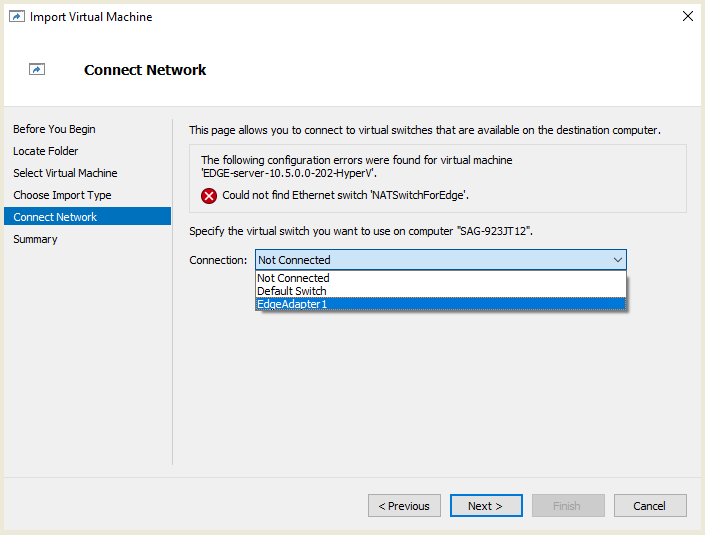 Import Virtual Machine
Connect Network
Before You Begin
Locate Folder
Select Virtual Machine
Choose Import Type
Connect Network
Summary
This page allows you to connect to virtual switches that are available on the destination computer.
The following configuration errors were found for virtual machine
'EDGE-server-10.5.0.0-202-HyperV'.
Could not find Ethernet switch 'NATSwitchForEdge'.
Specify the virtual switch you want to use on computer "SAG-923JT12".
Connection: Not Connected
Not Connected
Default Switch
EdgeAdapter1
< Previous Next > Finish Cancel